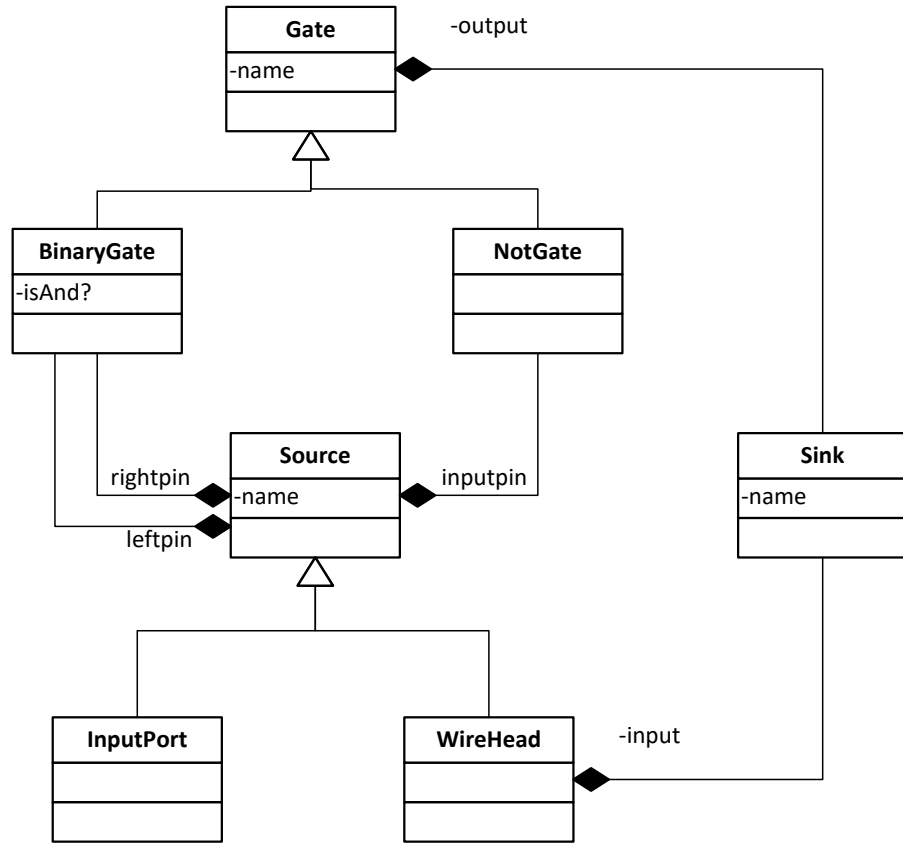 Gate
-output
-name
BinaryGate
NotGate
-isAnd?
Source
Sink
rightpin
inputpin
-name
-name
leftpin
InputPort
WireHead
-input